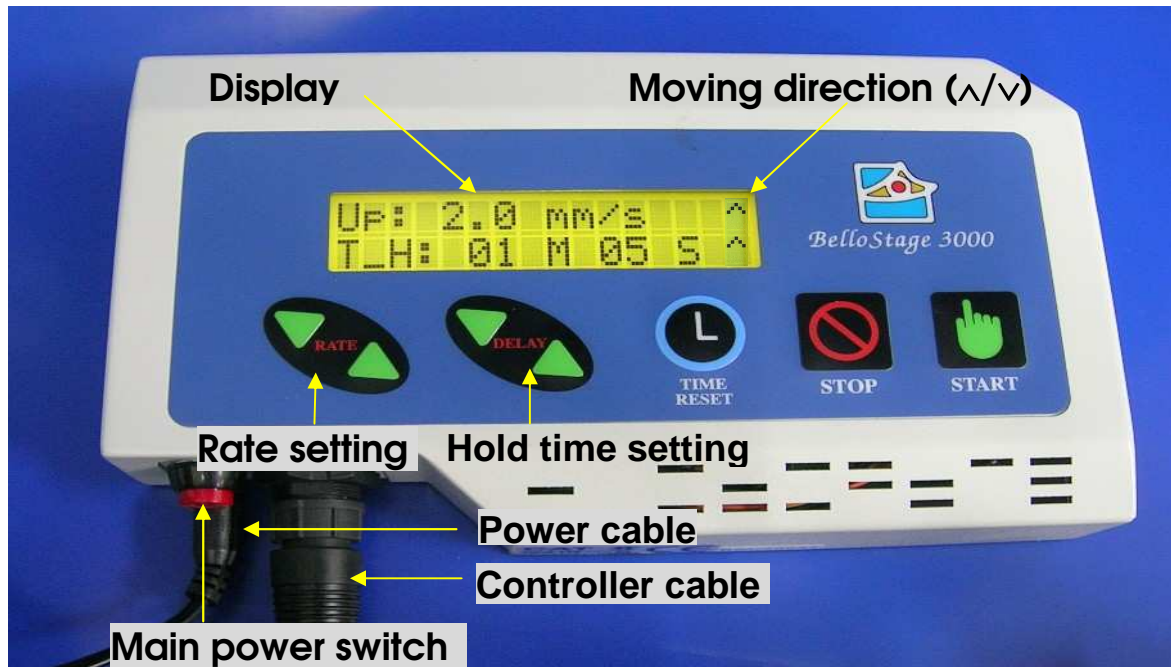 Display
Moving direction (∧/∨)
Up: 2.0 mm/s ^
T_H: 01 M 05 S ^
BelloStage 3000
RATE
DELAY
TIME
RESET
STOP
START
Rate setting
Hold time setting
Power cable
Controller cable
Main power switch